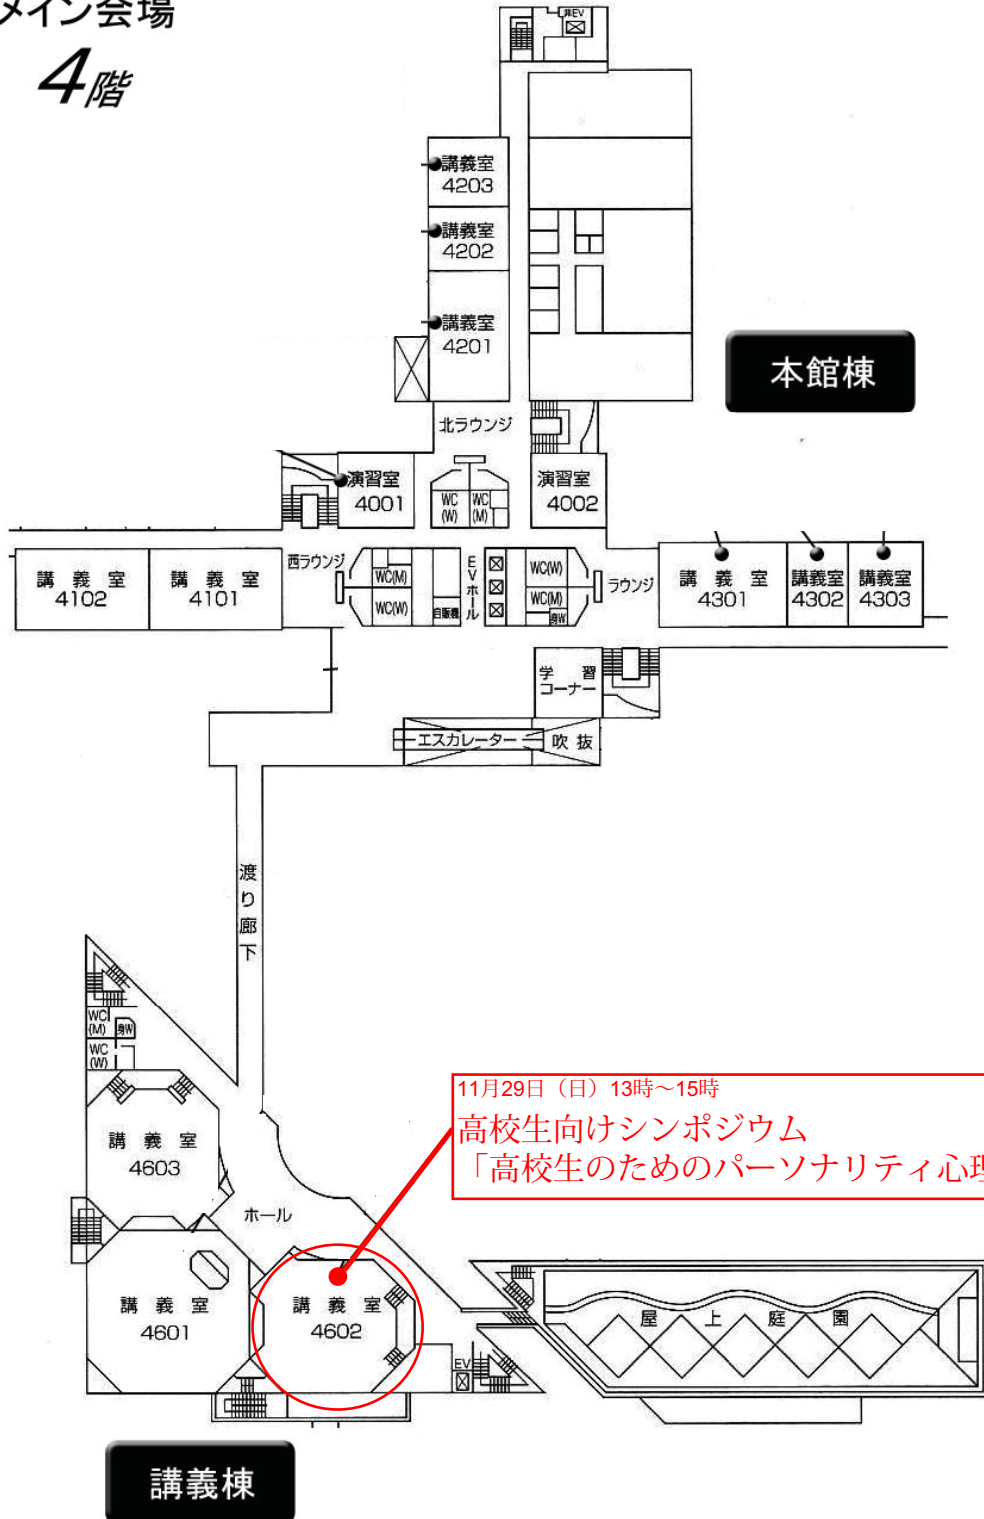 メイン会場
4階
非EV
講義室
4203
講義室
4202
講義室
4201
本館棟
北ラウンジ
演習室
4001
WC
(W)
WC
(M)
演習室
4002
講義室
4102
講義室
4101
西ラウンジ
WC(M)
WC(W)
自販機
EVホール
WC(W)
WC(M)
身W
ラウンジ
講義室
4301
講義室
4302
講義室
4303
学習
コーナー
エスカレーター
吹抜
渡り廊下
WC
(M)
身W
WC
(W)
11月29日（日）13時～15時
高校生向けシンポジウム
「高校生のためのパーソナリティ心理
講義室
4603
ホール
講義室
4601
講義室
4602
EV
屋上庭園
講義棟